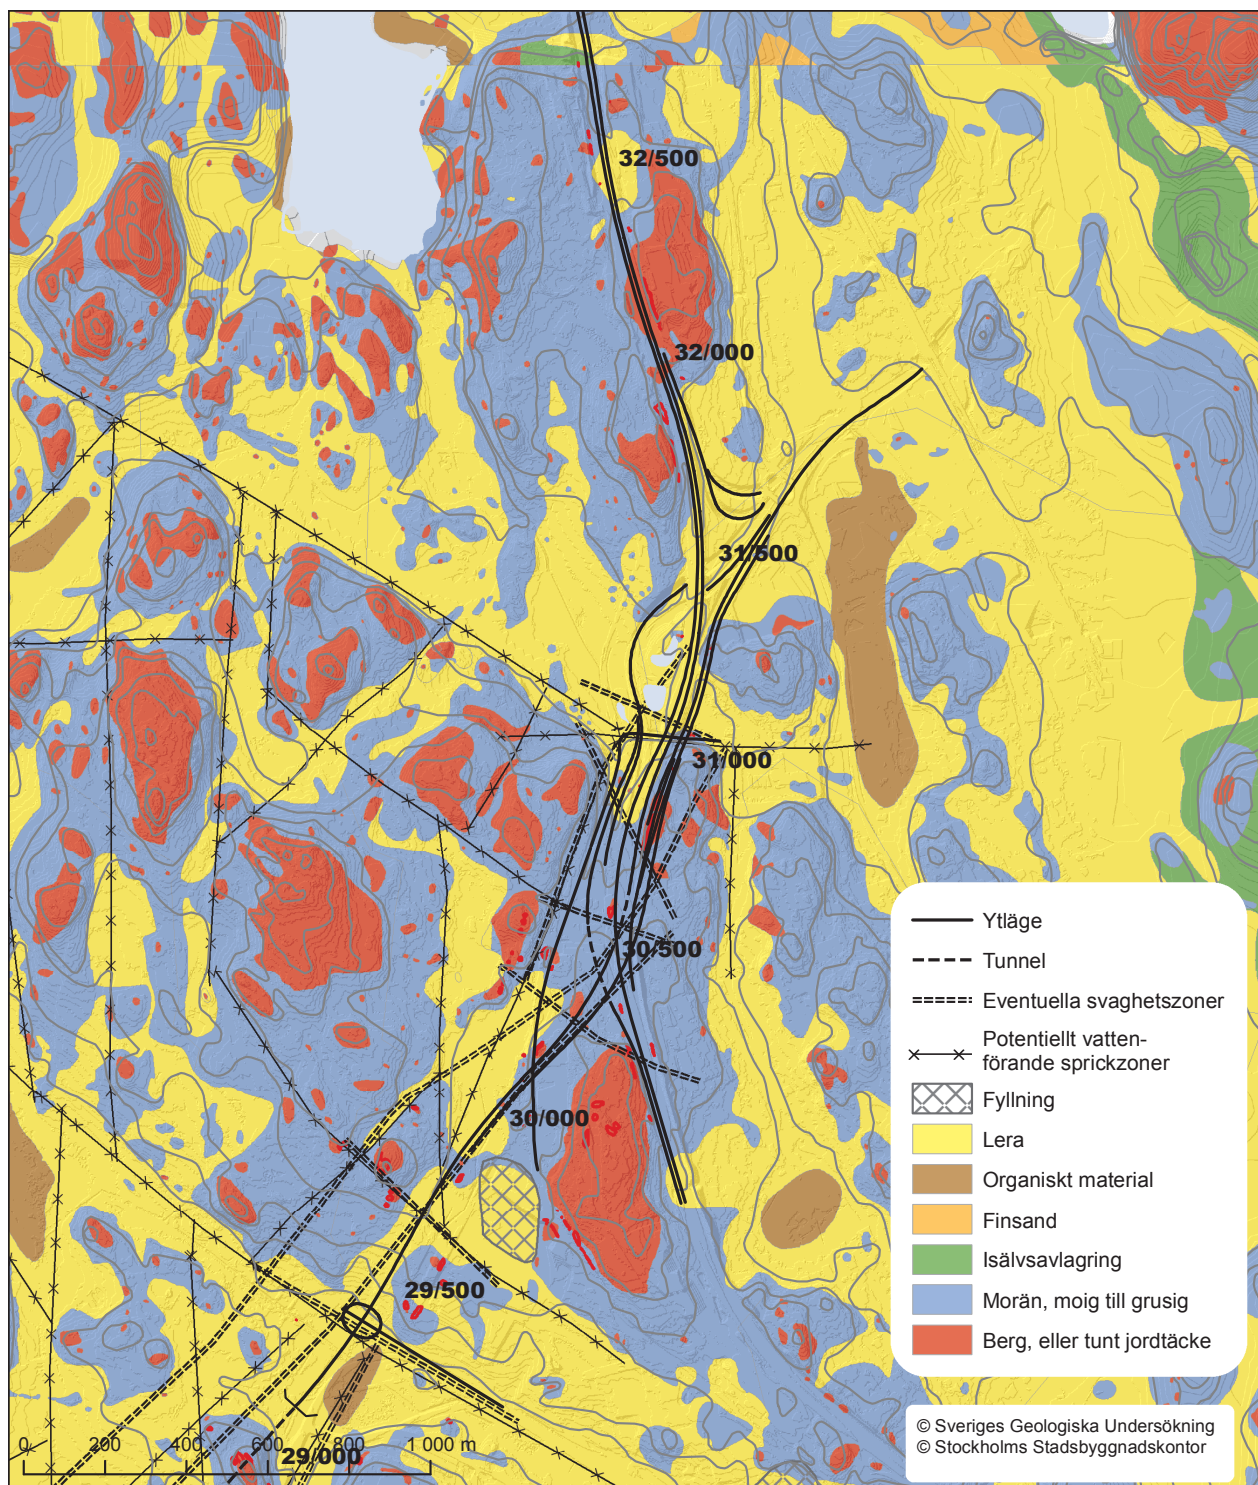 32/500
32/000
31/500
31/000
30/500
30/000
29/500
29/000
0 200 400 600 800 1 000 m
Ytläge
Tunnel
Eventuella svaghetszoner
Potentiellt vatten-
förande sprickzoner
Fyllning
Lera
Organiskt material
Finsand
Isälvsavlagring
Morän, moig till grusig
Berg, eller tunt jordtäcke
© Sveriges Geologiska Undersökning
© Stockholms Stadsbyggnadskontor